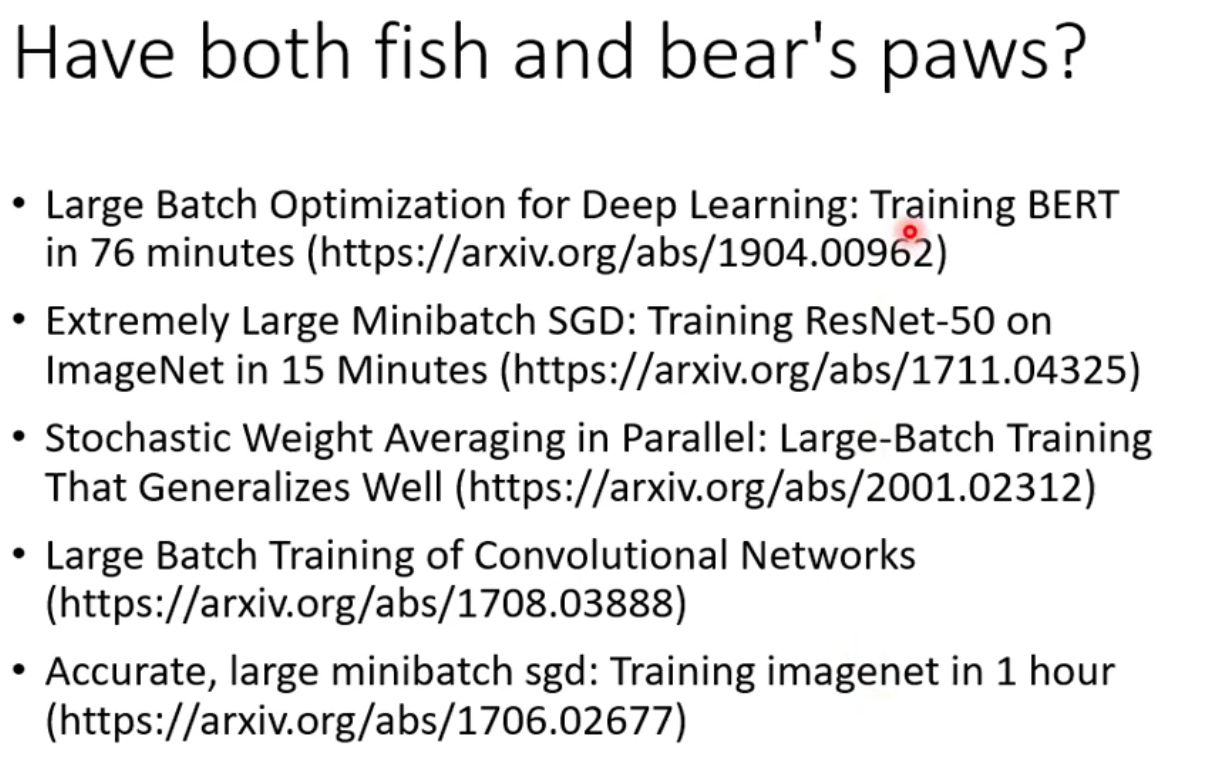 Have both fish and bear's paws?
• Large Batch Optimization for Deep Learning: Training BERT
in 76 minutes (https://arxiv.org/abs/1904.00962)
• Extremely Large Minibatch SGD: Training ResNet-50 on
ImageNet in 15 Minutes (https://arxiv.org/abs/1711.04325)
• Stochastic Weight Averaging in Parallel: Large-Batch Training
That Generalizes Well (https://arxiv.org/abs/2001.02312)
• Large Batch Training of Convolutional Networks
(https://arxiv.org/abs/1708.03888)
• Accurate, large minibatch sgd: Training imagenet in 1 hour
(https://arxiv.org/abs/1706.02677)